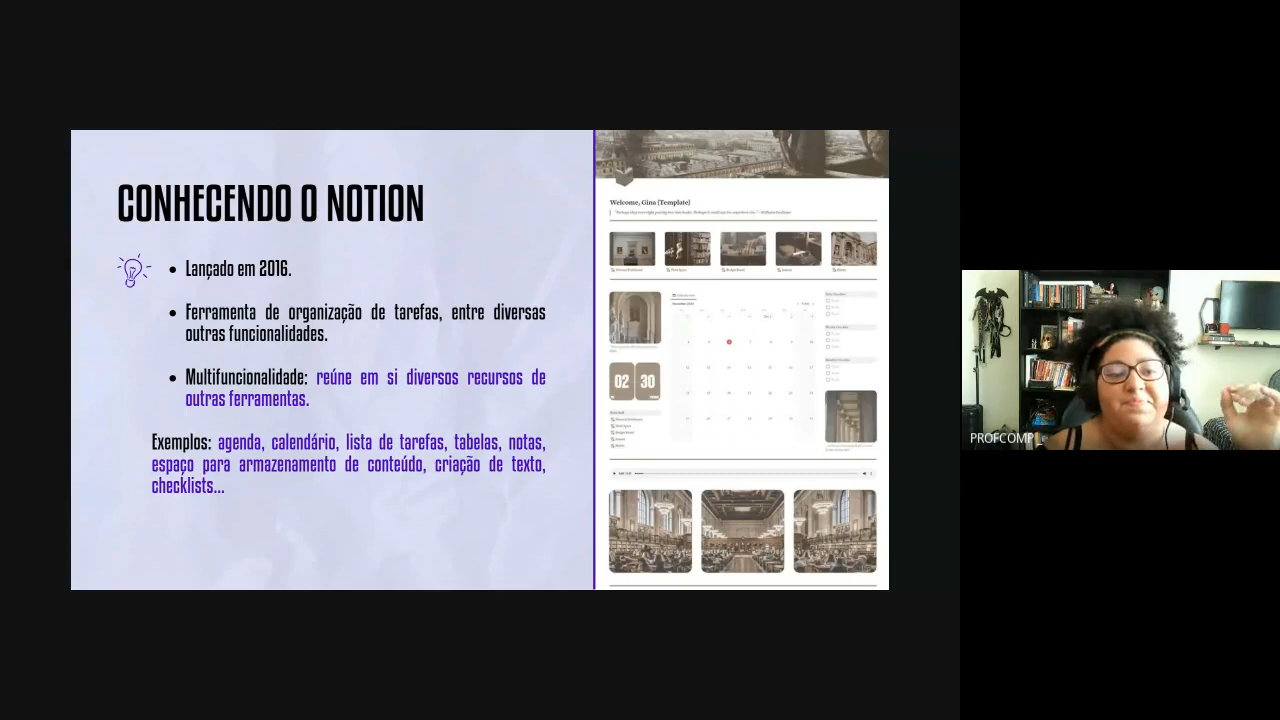 CONHECENDO O NOTION
Lançado em 2016.
Ferramenta de organização de tarefas, entre diversas
outras funcionalidades.
Multifuncionalidade: reúne em si diversos recursos de
outras ferramentas.
Exemplos: agenda, calendário, lista de tarefas, tabelas, notas,
espaço para armazenamento de conteúdo, criação de texto,
checklists...
Welcome, Gina [Template]
02 30
PROFCOMP